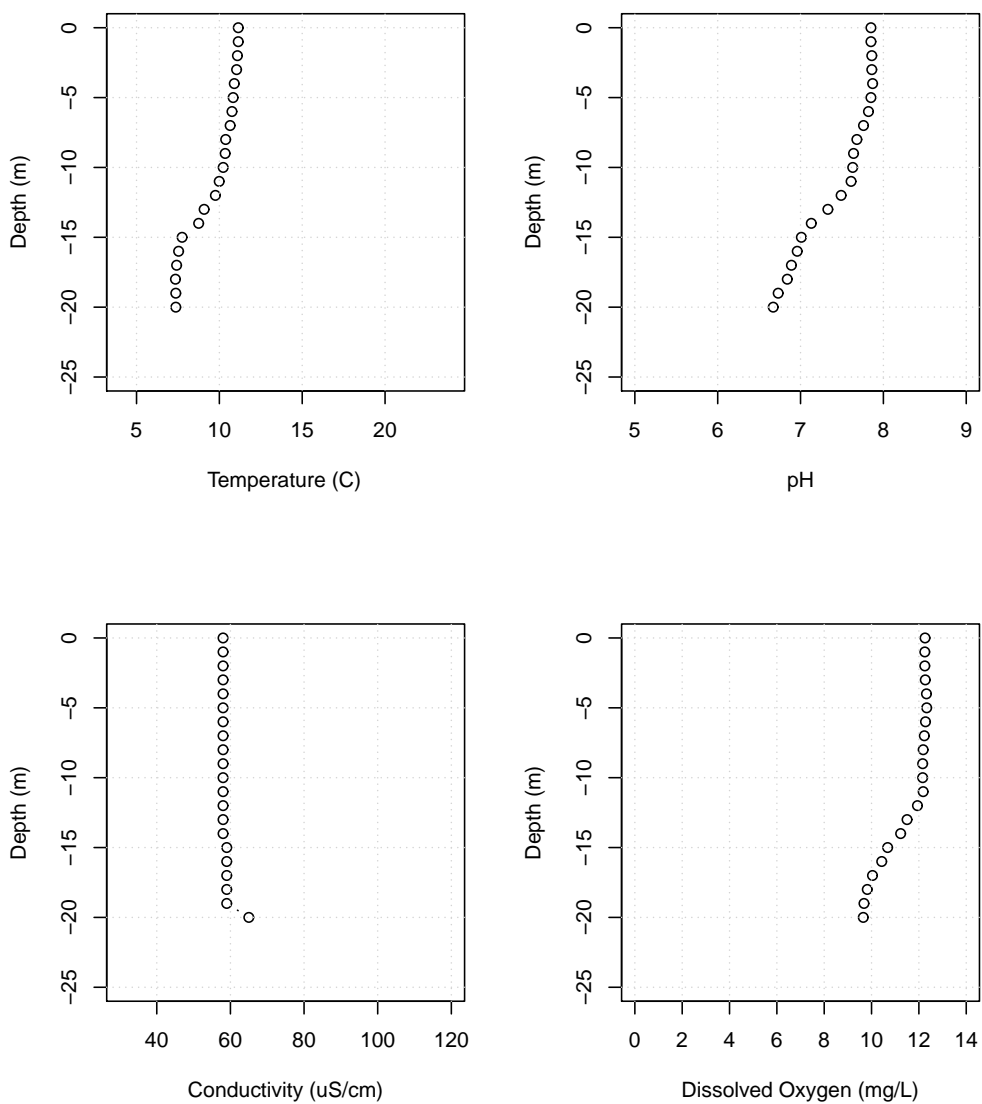 0
−5
−10
−15
−20
−25
Depth (m)
5 10 15 20
Temperature (C)
0
−5
−10
−15
−20
−25
Depth (m)
5 6 7 8 9
pH
0
−5
−10
−15
−20
−25
Depth (m)
40 60 80 100 120
Conductivity (uS/cm)
0
−5
−10
−15
−20
−25
Depth (m)
0 2 4 6 8 10 12 14
Dissolved Oxygen (mg/L)